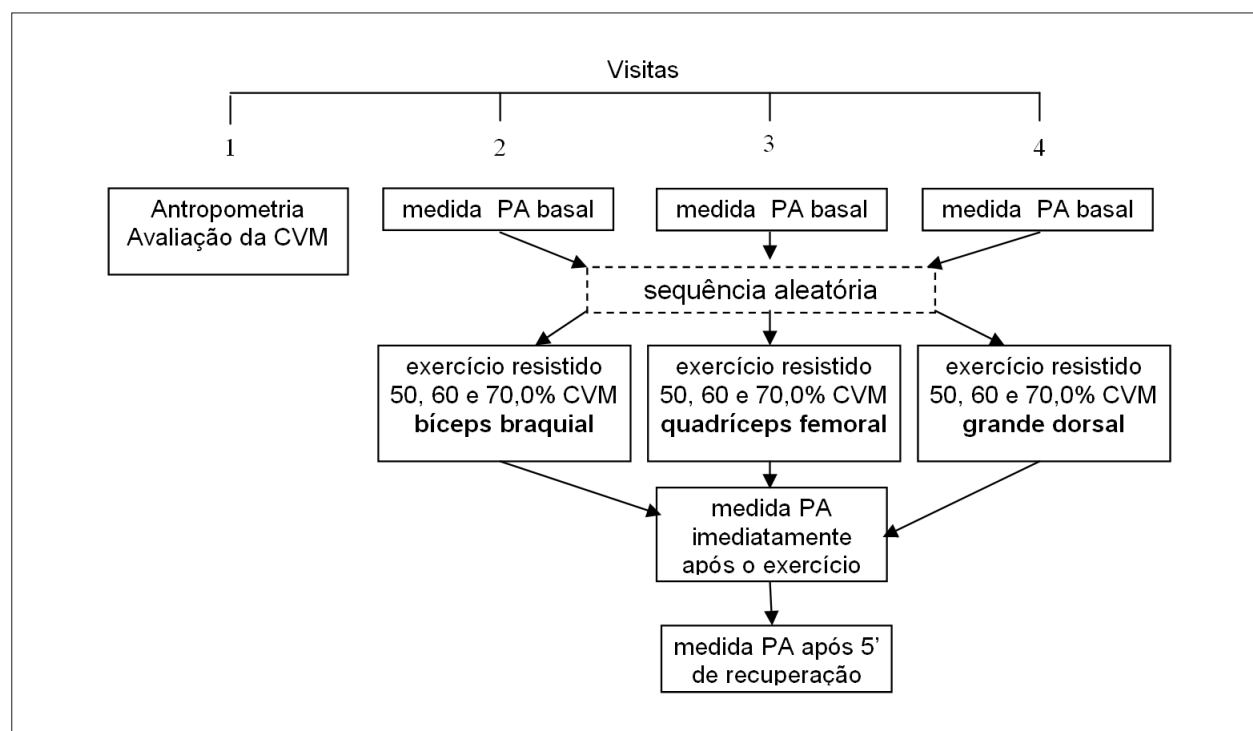 Visitas
1
2
3
4
Antropometria
Avaliação da CVM
medida PA basal
medida PA basal
medida PA basal
sequência aleatória
exercício resistido
50, 60 e 70,0% CVM
bíceps braquial
exercício resistido
50, 60 e 70,0% CVM
quadríceps femoral
exercício resistido
50, 60 e 70,0% CVM
grande dorsal
medida PA
imediatamente
após o exercício
medida PA após 5’
de recuperação